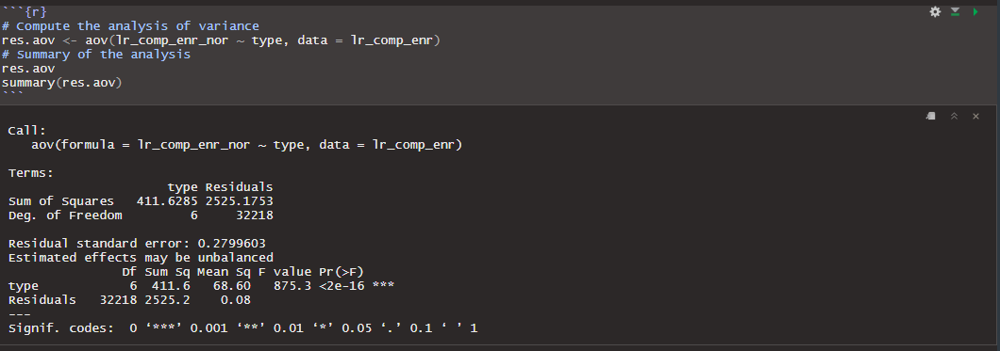 ```{r}
# Compute the analysis of variance
res.aov <- aov(lr_comp_enr_nor ~ type, data = lr_comp_enr)
# Summary of the analysis
res.aov
summary(res.aov)
```
Call:
   aov(formula = lr_comp_enr_nor ~ type, data = lr_comp_enr)
Terms:
                     type Residuals
Sum of Squares   411.6285 2525.1753
Deg. of Freedom         6     32218
Residual standard error: 0.2799603
Estimated effects may be unbalanced
               Df Sum Sq Mean Sq F value Pr(>F)
type            6  411.6   68.60   875.3 <2e-16 ***
Residuals   32218 2525.2    0.08
---
Signif. codes:  0 ‘***’ 0.001 ‘**’ 0.01 ‘*’ 0.05 ‘.’ 0.1 ‘ ’ 1